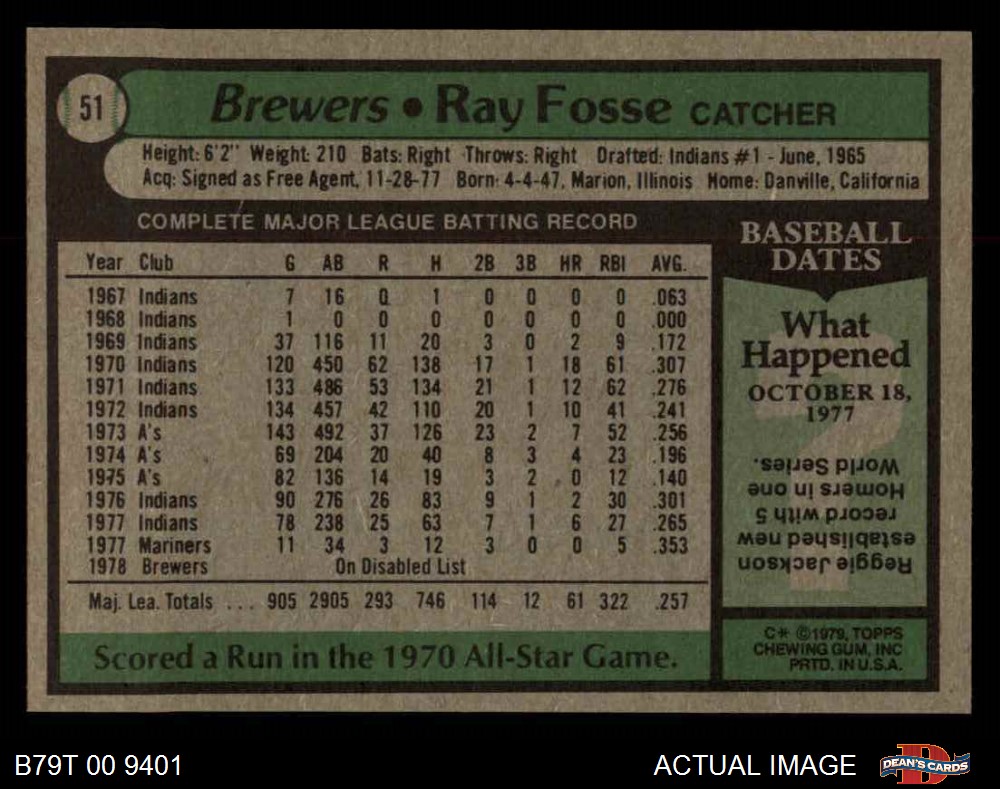 51
Brewers • Ray Fosse CATCHER
Height: 6'2" Weight: 210 Bats: Right Throws: Right Drafted: Indians #1 - June, 1965
Acq: Signed as Free Agent, 11-28-77 Born: 4-4-47, Marion, Illinois Home: Danville, California
COMPLETE MAJOR LEAGUE BATTING RECORD
Year Club G AB R H 2B 3B HR RBI AVG.
1967 Indians 7 16 0 1 0 0 0 0 .063
1968 Indians 1 0 0 0 0 0 0 0 .000
1969 Indians 37 116 11 20 3 0 2 9 .172
1970 Indians 120 450 62 138 17 1 18 61 .307
1971 Indians 133 486 53 134 21 1 12 62 .276
1972 Indians 134 457 42 110 20 1 10 41 .241
1973 A's 143 492 37 126 23 2 7 52 .256
1974 A's 69 204 20 40 8 3 4 23 .196
1975 A's 82 136 14 19 3 2 0 12 .140
1976 Indians 90 276 26 83 9 1 2 30 .301
1977 Indians 78 238 25 63 7 1 6 27 .265
1977 Mariners 11 34 3 12 3 0 0 5 .353
1978 Brewers On Disabled List
Maj. Lea. Totals ... 905 2905 293 746 114 12 61 322 .257
Scored a Run in the 1970 All-Star Game.
BASEBALL
DATES
What
Happened
OCTOBER 18,
1977
?
Reggie Jackson
established new
record with 5
Homers in one
World Series.
C* ©1979, TOPPS
CHEWING GUM, INC
PRTD. IN U.S.A.
B79T 00 9401
ACTUAL IMAGE
D
DEAN'S CARDS